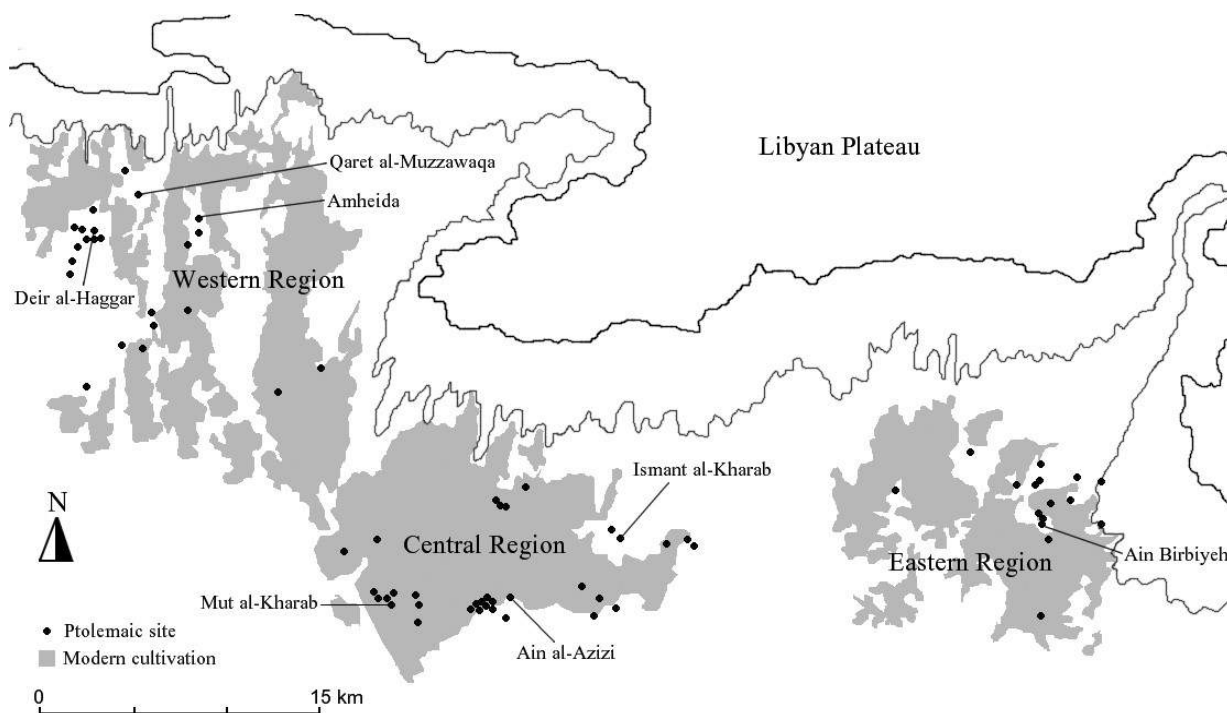 Libyan Plateau
Qaret al-Muzzawaqa
Amheida
Western Region
Deir al-Haggar
Ismant al-Kharab
N
Central Region
Ain Birbiyeh
Eastern Region
Mut al-Kharab
Ain al-Azizi
Ptolemaic site
Modern cultivation
0 15 km